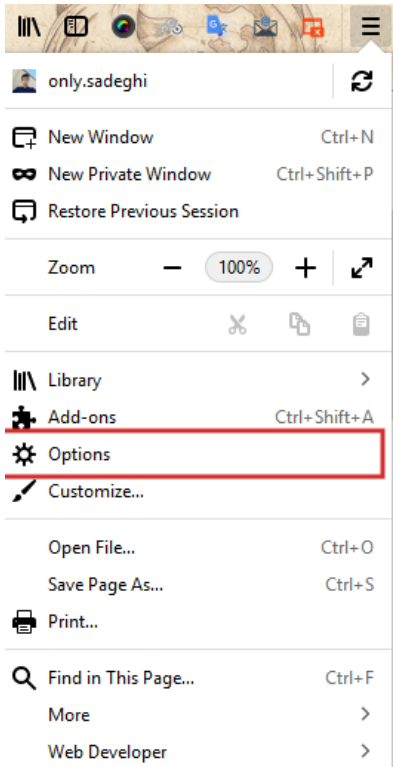 only.sadeghi
New Window Ctrl+N
New Private Window Ctrl+Shift+P
Restore Previous Session
Zoom 100%
Edit
Library
Add-ons Ctrl+Shift+A
Options
Customize...
Open File... Ctrl+O
Save Page As... Ctrl+S
Print...
Find in This Page... Ctrl+F
More
Web Developer